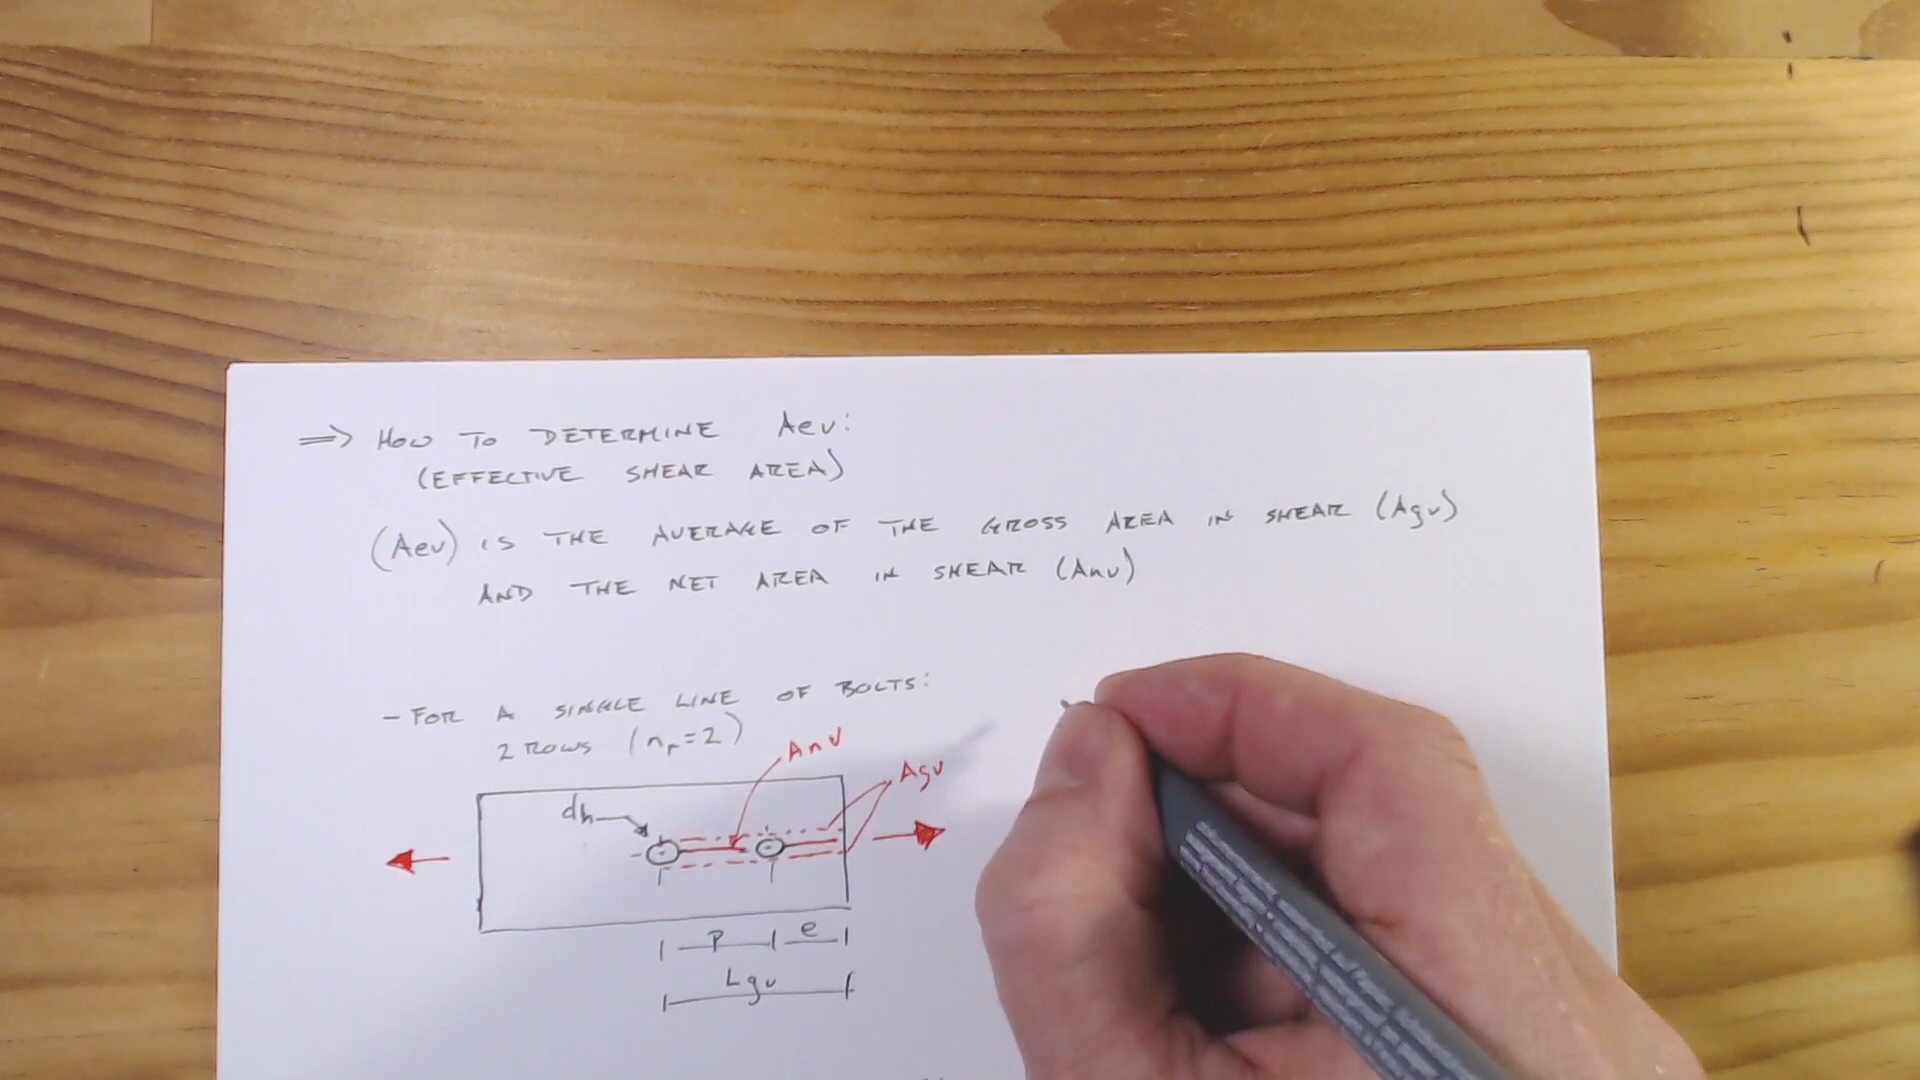 ⇒ HOW TO DETERMINE Aev:
(EFFECTIVE SHEAR AREA)
(Aev) IS THE AVERAGE OF THE GROSS AREA IN SHEAR (Agv)
AND THE NET AREA IN SHEAR (Anv)
- FOR A SINGLE LINE OF BOLTS:
2 ROWS (nr=2)
Anv
Agv
dh
P e
Lgv